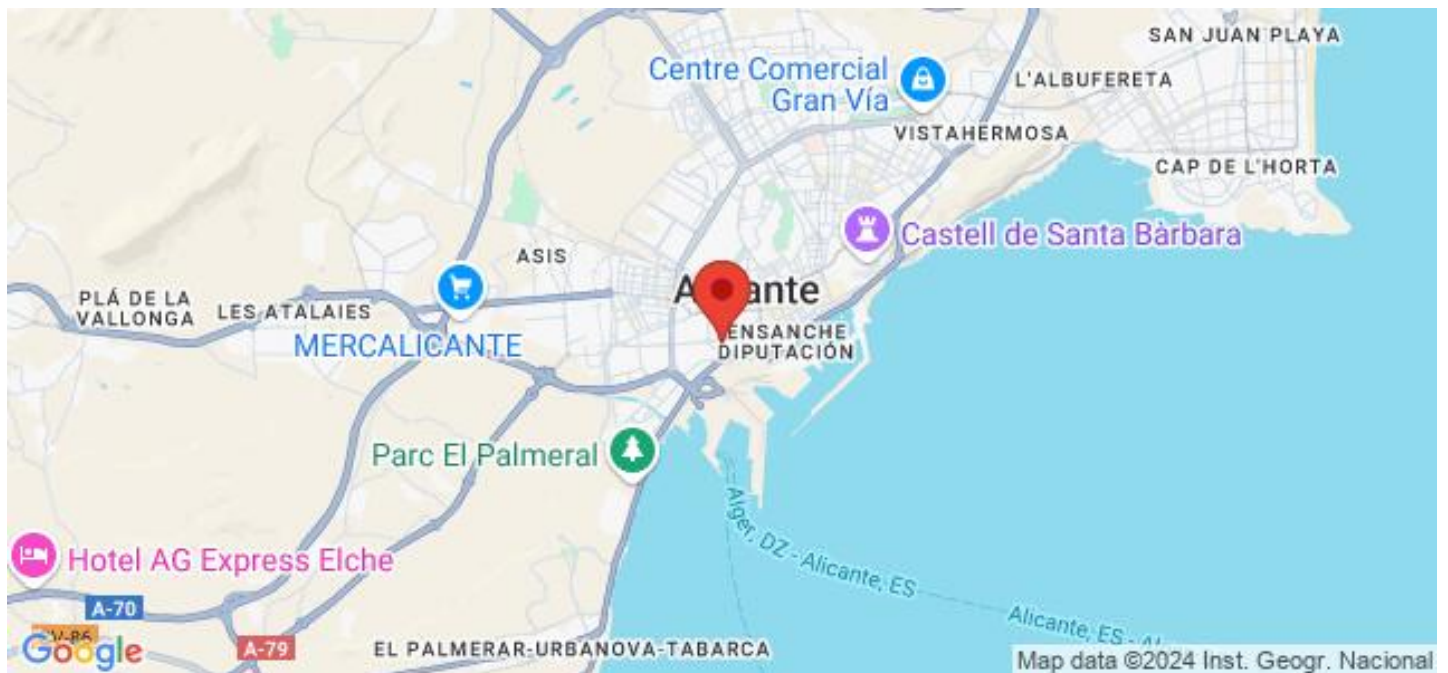 SAN JUAN PLAYA
Centre Comercial
Gran Vía
L'ALBUFERETA
VISTAHERMOSA
CAP DE L'HORTA
Castell de Santa Bàrbara
ASIS
PLÁ DE LA
VALLONGA
LES ATALAIES
MERCALICANTE
A ante
ENSANCHE
DIPUTACIÓN
Parc El Palmeral
Alger, DZ - Alicante, ES
Hotel AG Express Elche
A-70
Alicante, ES - Al
Google
A-79
EL PALMERAR-URBANOVA-TABARCA
Map data ©2024 Inst. Geogr. Nacional